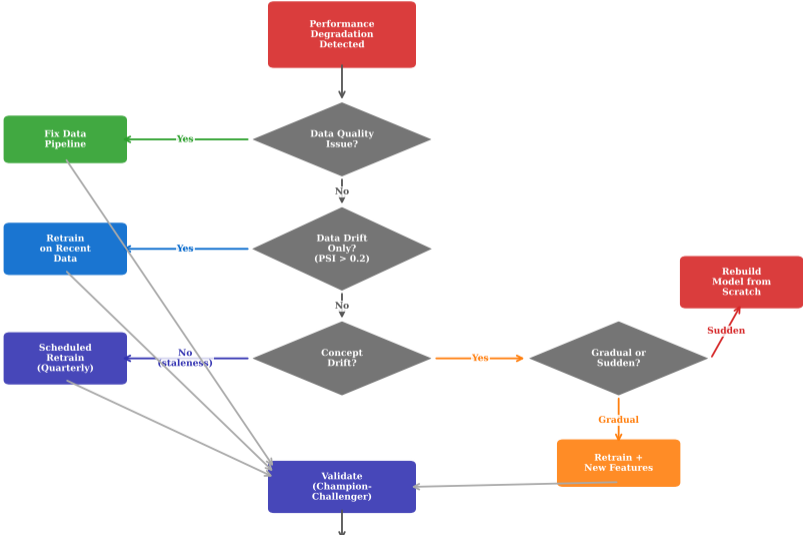 Performance
Degradation
Detected
Data Quality
Issue?
Yes
Fix Data
Pipeline
No
Data Drift
Only?
(PSI > 0.2)
Yes
Retrain
on Recent
Data
No
Rebuild
Model from
Scratch
Sudden
Concept
Drift?
No
(staleness)
Scheduled
Retrain
(Quarterly)
Yes
Gradual or
Sudden?
Gradual
Retrain +
New Features
Validate
(Champion-
Challenger)